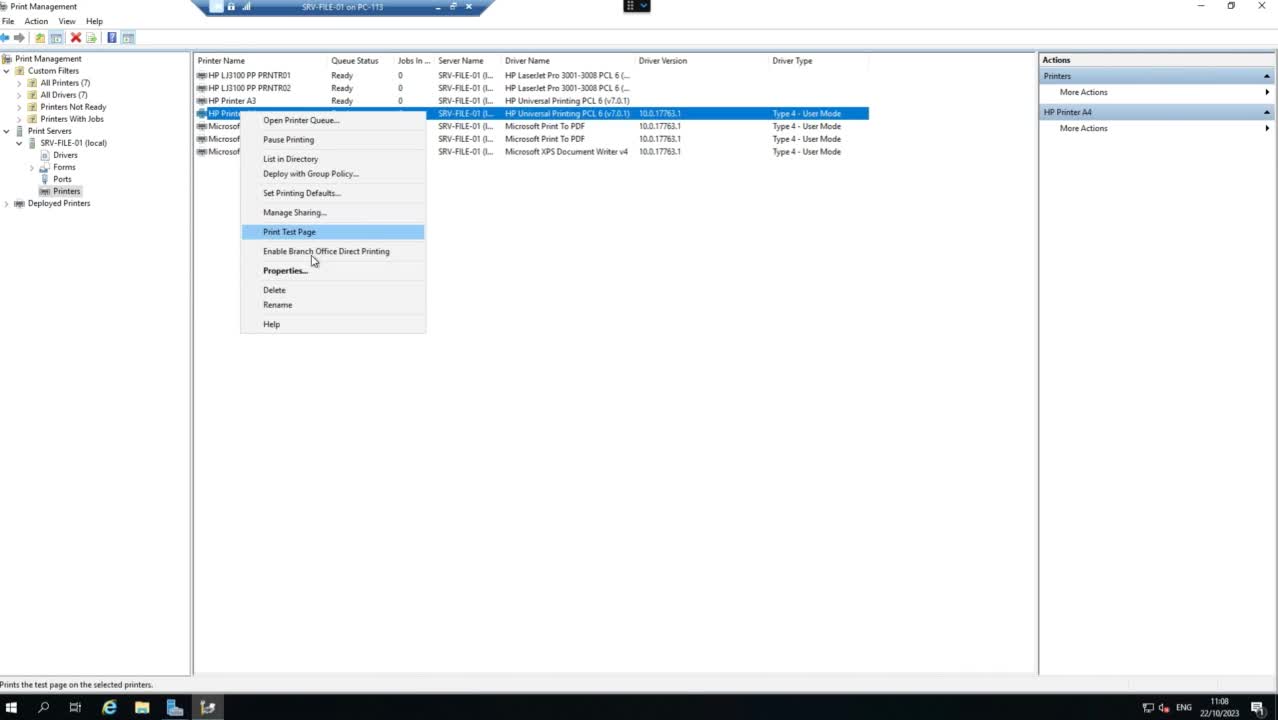 Print Management
SRV-FILE-01 on PC-113
File Action View Help
Print Management
Custom Filters
All Printers (7)
All Drivers (7)
Printers Not Ready
Printers With Jobs
Print Servers
SRV-FILE-01 (local)
Drivers
Forms
Ports
Printers
Deployed Printers
Printer Name Queue Status Jobs In ... Server Name Driver Name Driver Version Driver Type
HP LJ3100 PP PRNTR01 Ready 0 SRV-FILE-01 (l... HP LaserJet Pro 3001-3008 PCL 6 (...
HP LJ3100 PP PRNTR02 Ready 0 SRV-FILE-01 (l... HP LaserJet Pro 3001-3008 PCL 6 (...
HP Printer A3 Ready 0 SRV-FILE-01 (l... HP Universal Printing PCL 6 (v7.0.1)
HP Printe SRV-FILE-01 (l... HP Universal Printing PCL 6 (v7.0.1) 10.0.17763.1 Type 4 - User Mode
Microsof SRV-FILE-01 (l... Microsoft Print To PDF 10.0.17763.1 Type 4 - User Mode
Microsof SRV-FILE-01 (l... Microsoft Print To PDF 10.0.17763.1 Type 4 - User Mode
Microsof SRV-FILE-01 (l... Microsoft XPS Document Writer v4 10.0.17763.1 Type 4 - User Mode
Open Printer Queue...
Pause Printing
List in Directory
Deploy with Group Policy...
Set Printing Defaults...
Manage Sharing...
Print Test Page
Enable Branch Office Direct Printing
Properties...
Delete
Rename
Help
Actions
Printers
More Actions
HP Printer A4
More Actions
Prints the test page on the selected printers.
ENG
11:08
22/10/2023